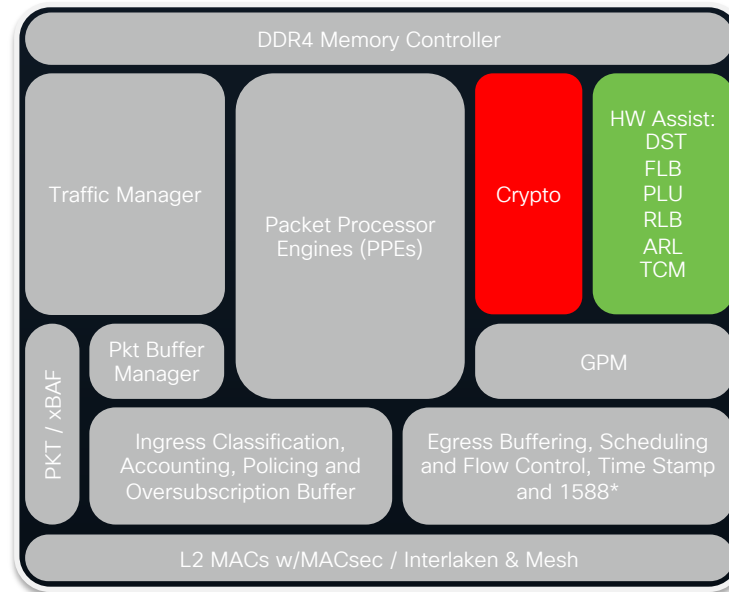 DDR4 Memory Controller
Traffic Manager
Packet Processor
Engines (PPEs)
Crypto
HW Assist:
DST
FLB
PLU
RLB
ARL
TCM
PKT / xBAF
Pkt Buffer
Manager
GPM
Ingress Classification,
Accounting, Policing and
Oversubscription Buffer
Egress Buffering, Scheduling
and Flow Control, Time Stamp
and 1588*
L2 MACs w/MACsec / Interlaken & Mesh